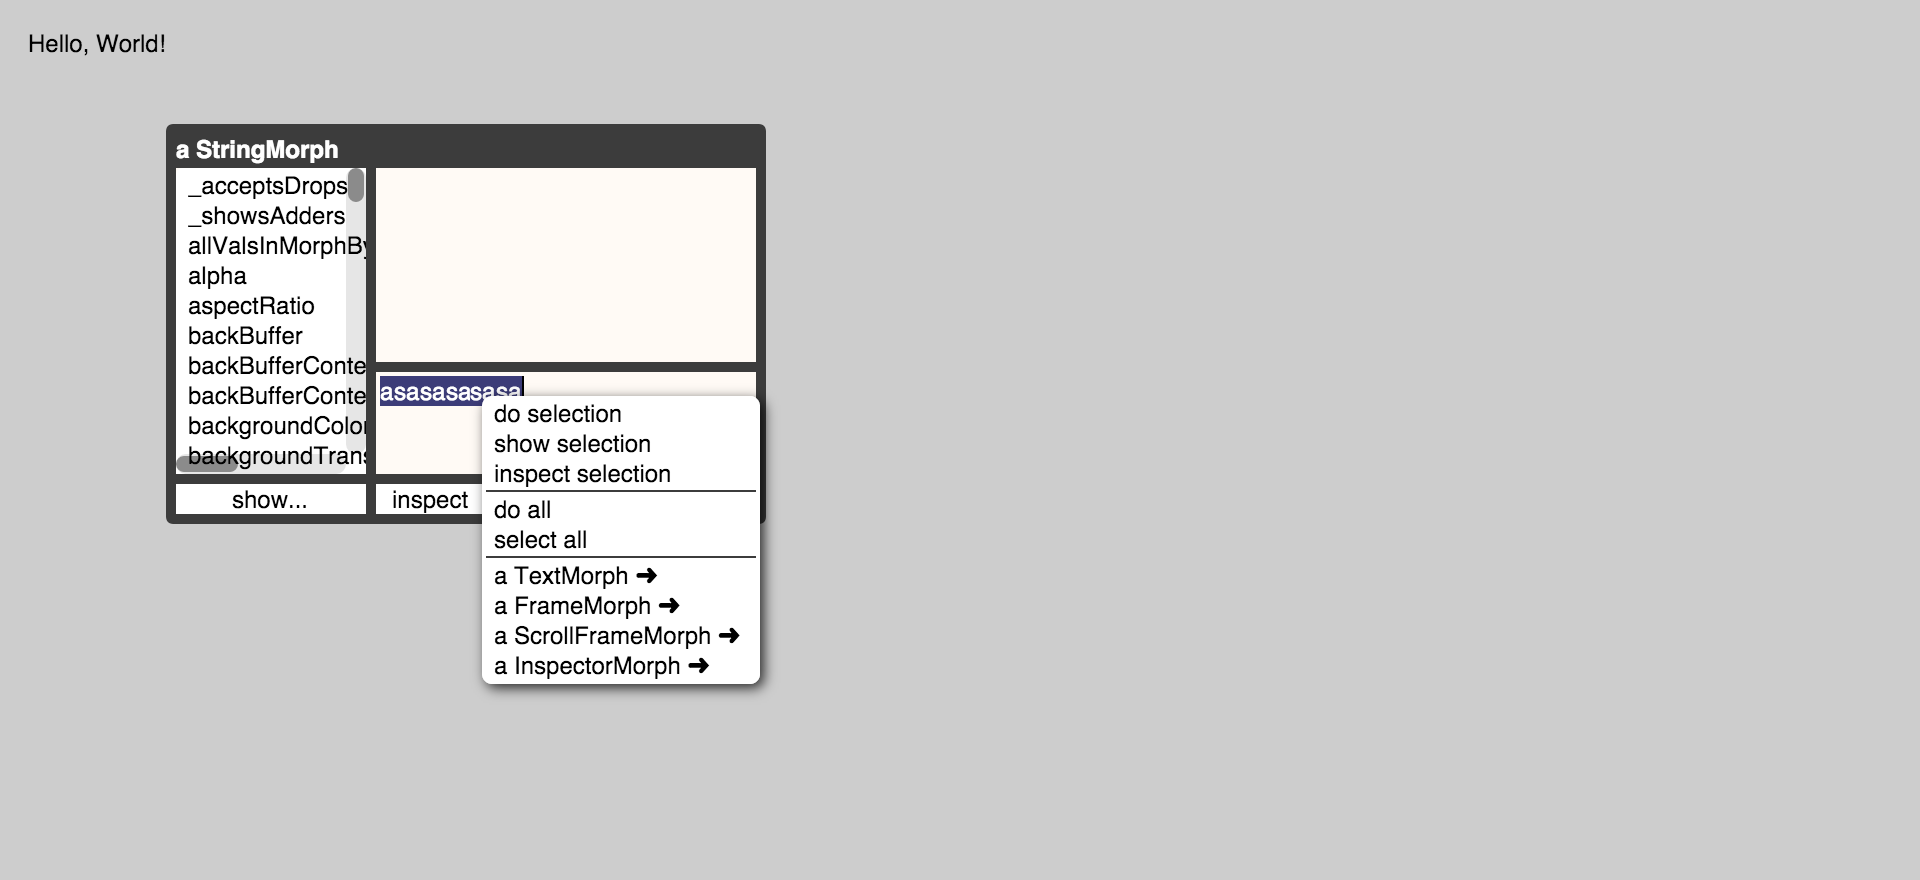 Hello, World!
a StringMorph
_acceptsDrops
_showsAdders
allValsInMorphBy
alpha
aspectRatio
backBuffer
backBufferConte
backBufferConte
backgroundColor
backgroundTrans
asasasasasa
do selection
show selection
inspect selection
do all
select all
a TextMorph ➜
a FrameMorph ➜
a ScrollFrameMorph ➜
a InspectorMorph ➜
show...
inspect